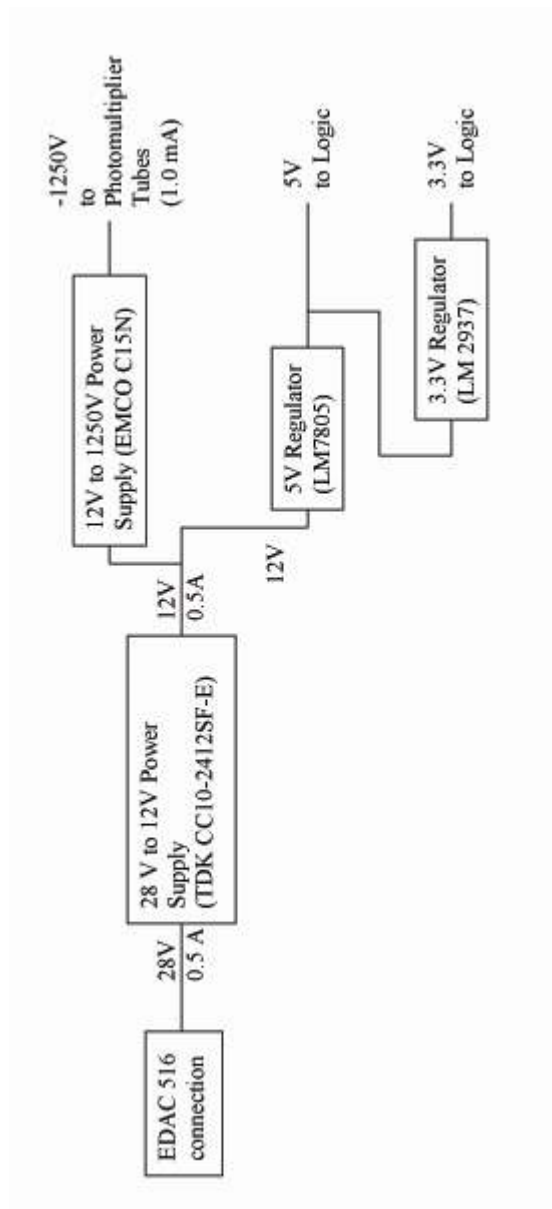 EDAC 516
connection
28V
0.5 A
28 V to 12V Power
Supply
(TDK CC10-2412SF-E)
12V
0.5A
12V to 1250V Power
Supply (EMCO C15N)
-1250V
to
Photomultiplier
Tubes
(1.0 mA)
12V
5V Regulator
(LM7805)
5V
to Logic
3.3V Regulator
(LM 2937)
3.3V
to Logic